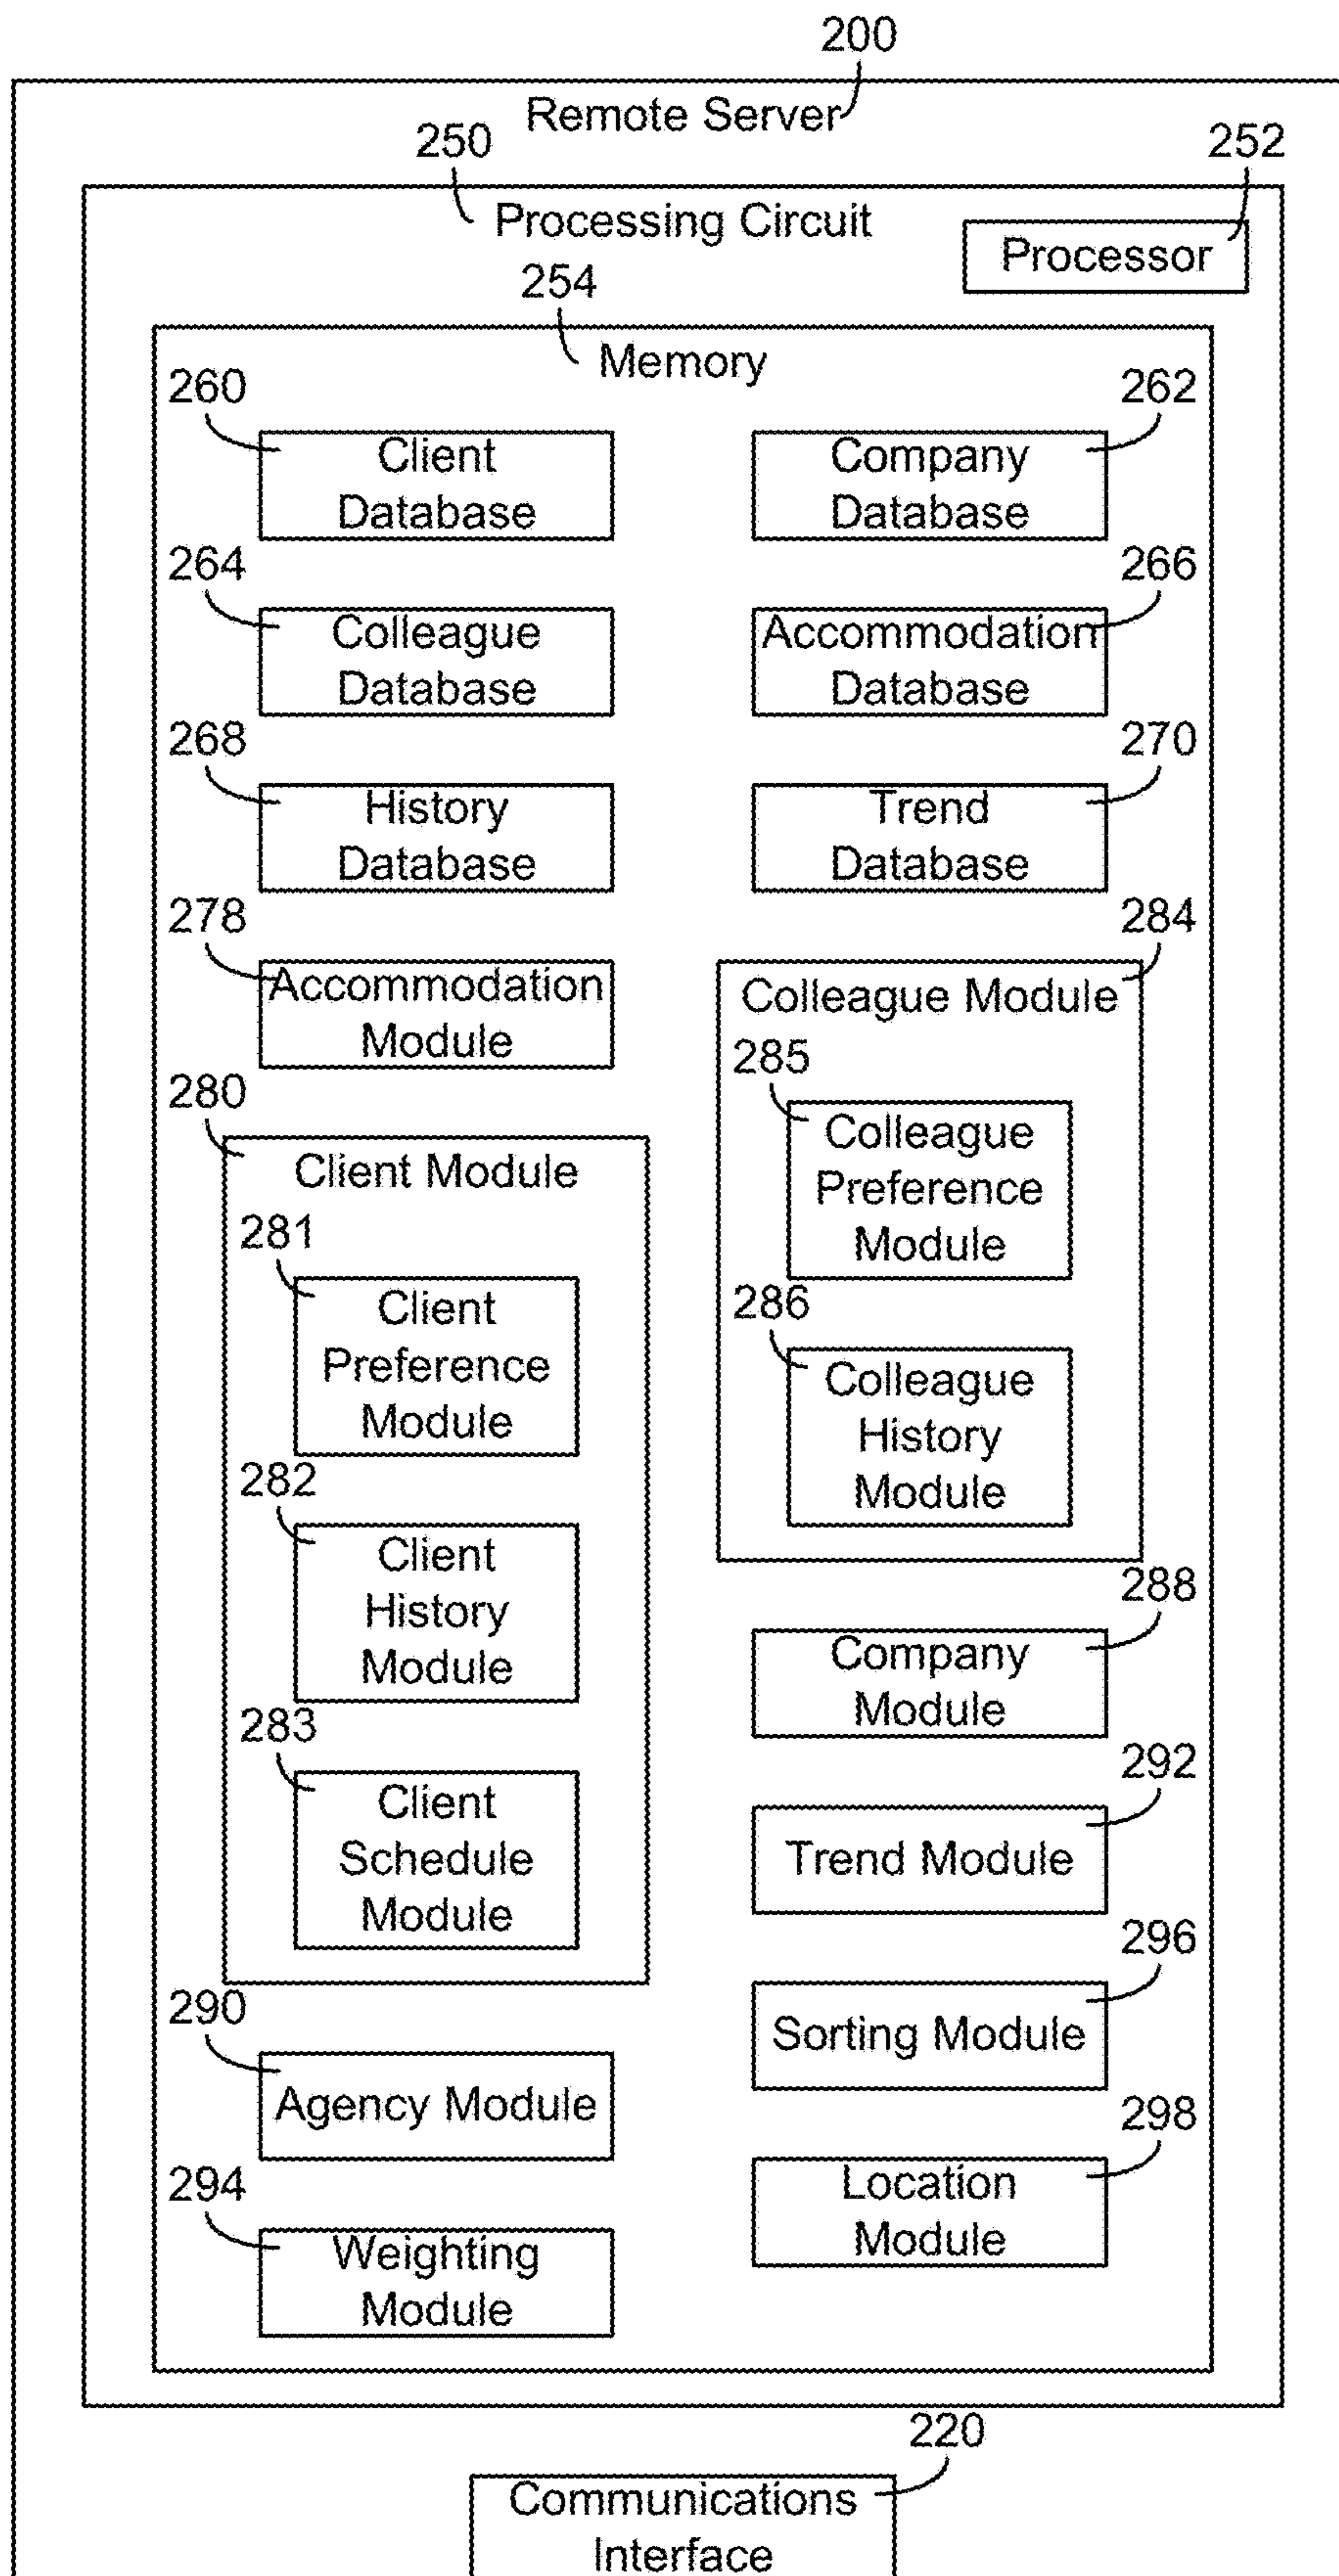 200
Remote Server
250
252
Processing Circuit
Processor
254
Memory
260
262
Client
Database
Company
Database
264
266
Colleague
Database
Accommodation
Database
268
270
History
Database
Trend
Database
278
284
Accommodation
Module
Colleague Module
285
Colleague
Preference
Module
286
Colleague
History
Module
280
Client Module
281
Client
Preference
Module
282
Client
History
Module
283
Client
Schedule
Module
288
Company
Module
292
Trend Module
296
Sorting Module
290
Agency Module
298
Location
Module
294
Weighting
Module
220
Communications
Interface